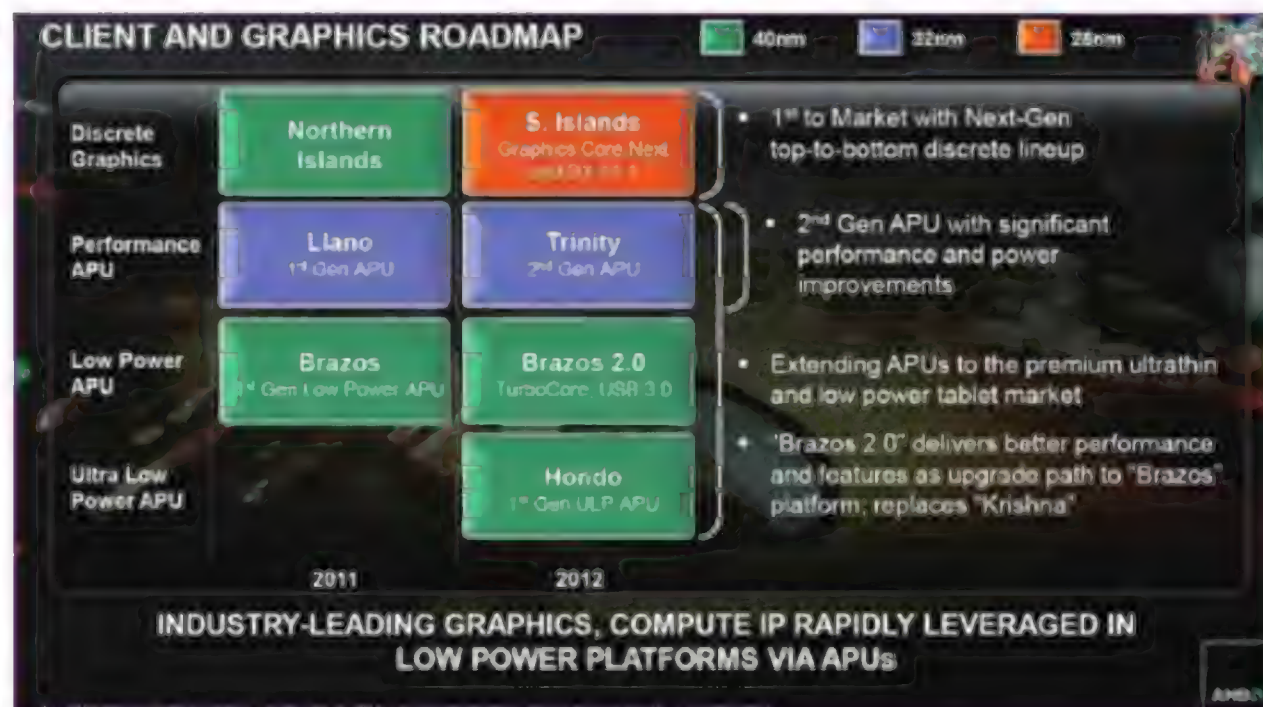 CLIENT AND GRAPHICS ROADMAP
40nm
32nm
28nm
Discrete
Graphics
Northern
Islands
S. Islands
Graphics Core Next
1st to Market with Next-Gen
top-to-bottom discrete lineup
Performance
APU
Llano
1st Gen APU
Trinity
2nd Gen APU
2nd Gen APU with significant
performance and power
improvements
Low Power
APU
Brazos
1st Gen Low Power APU
Brazos 2.0
TurboCore, USB 3.0
Extending APUs to the premium ultrathin
and low power tablet market
Ultra Low
Power APU
Hondo
1st Gen ULP APU
"Brazos 2.0" delivers better performance
and features as upgrade path to "Brazos"
platform; replaces "Krishna"
2011
2012
INDUSTRY-LEADING GRAPHICS, COMPUTE IP RAPIDLY LEVERAGED IN
LOW POWER PLATFORMS VIA APUs
AMD